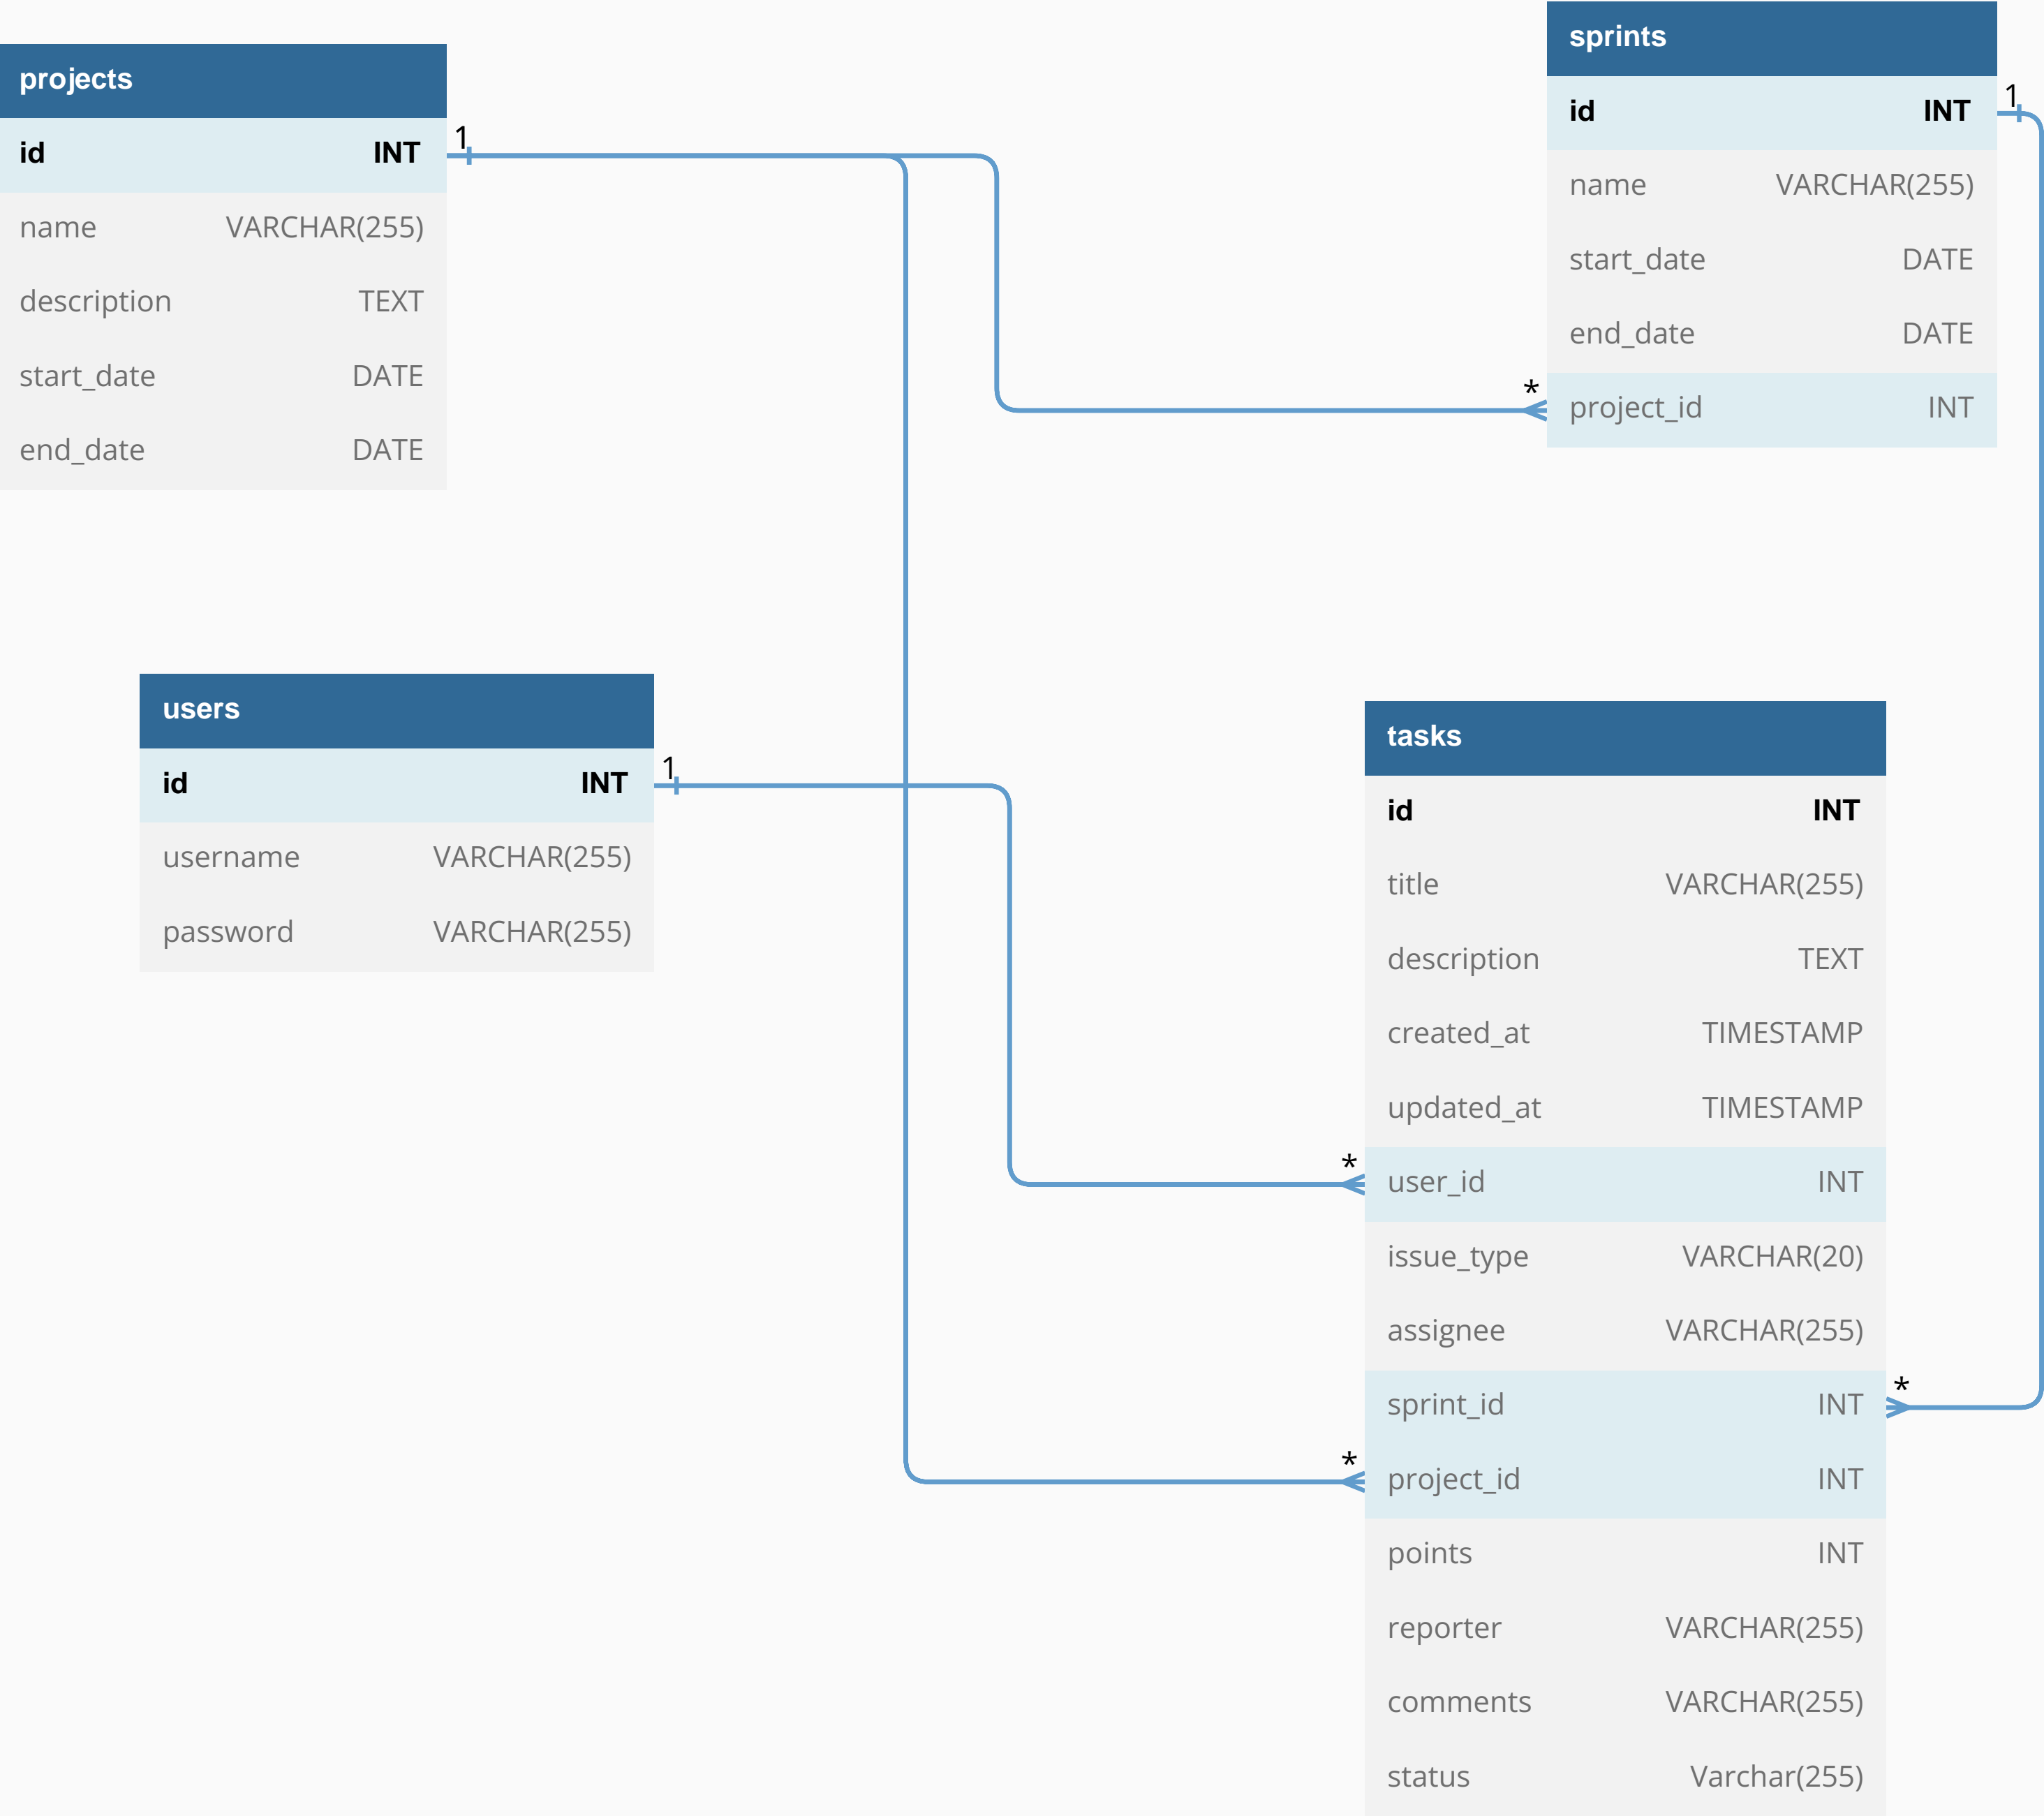 projects
id INT
name VARCHAR(255)
description TEXT
start_date DATE
end_date DATE
1
sprints
id INT
name VARCHAR(255)
start_date DATE
end_date DATE
project_id INT
1
*
users
id INT
username VARCHAR(255)
password VARCHAR(255)
1
tasks
id INT
title VARCHAR(255)
description TEXT
created_at TIMESTAMP
updated_at TIMESTAMP
* user_id INT
issue_type VARCHAR(20)
assignee VARCHAR(255)
sprint_id INT *
* project_id INT
points INT
reporter VARCHAR(255)
comments VARCHAR(255)
status Varchar(255)